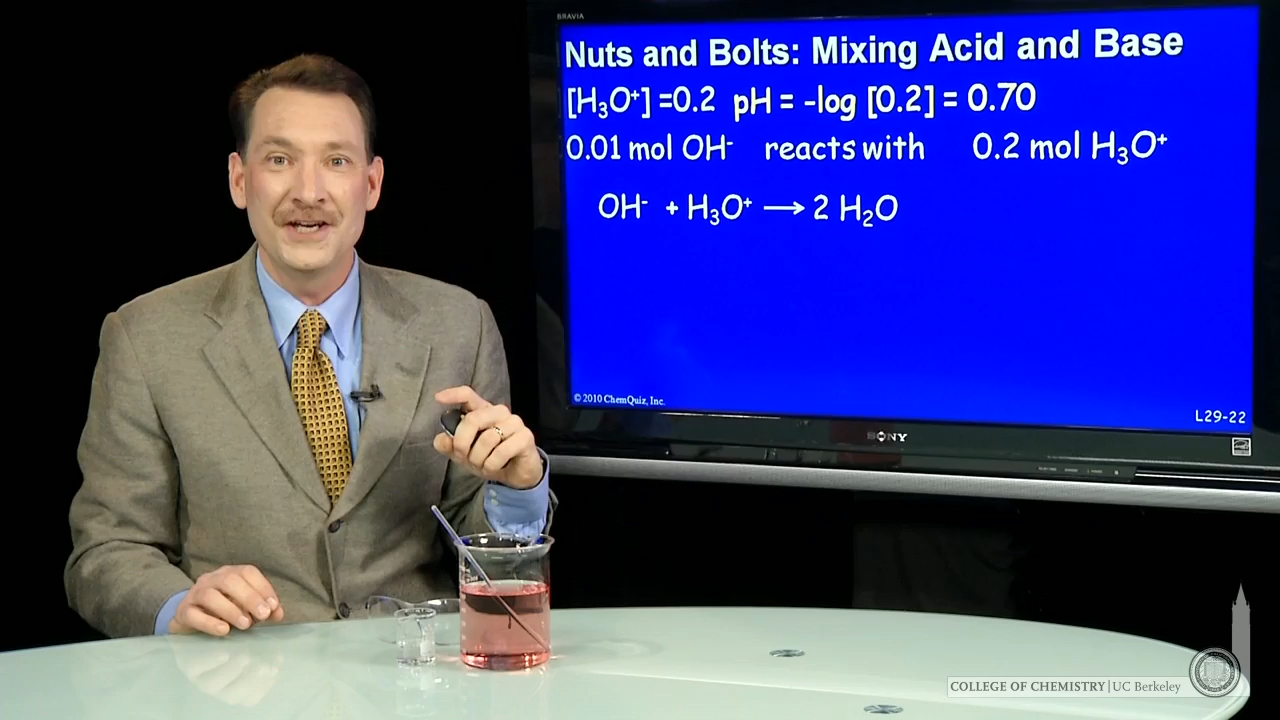 BRAVIA
Nuts and Bolts: Mixing Acid and Base
[H₃O⁺] =0.2 pH = -log [0.2] = 0.70
0.01 mol OH⁻ reacts with 0.2 mol H₃O⁺
OH⁻ + H₃O⁺ → 2 H₂O
© 2010 ChemQuiz, Inc.
L29-22
SONY
COLLEGE OF CHEMISTRY | UC Berkeley